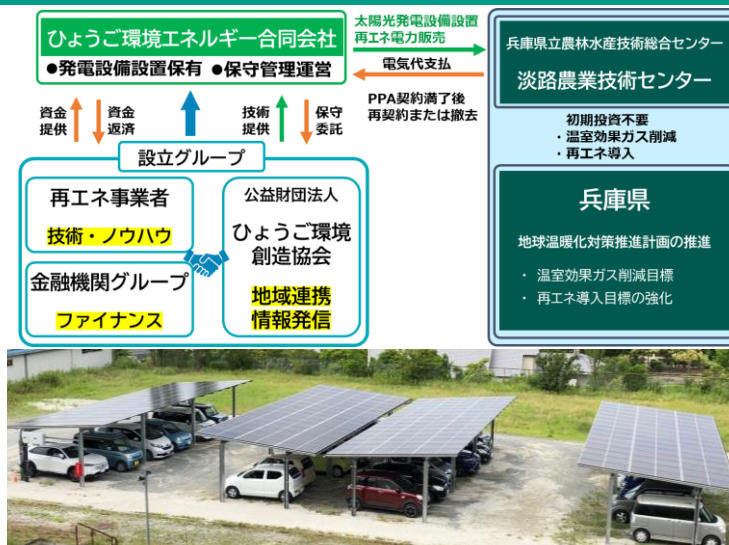 ひょうご環境エネルギー合同会社
●発電設備設置保有 ●保守管理運営
太陽光発電設備設置
再エネ電力販売
電気代支払
PPA契約満了後
再契約または撤去
兵庫県立農林水産技術総合センター
淡路農業技術センター
資金
提供
資金
返済
技術
提供
保守
委託
初期投資不要
・温室効果ガス削減
・再エネ導入
設立グループ
再エネ事業者
技術・ノウハウ
金融機関グループ
ファイナンス
公益財団法人
ひょうご環境
創造協会
地域連携
情報発信
兵庫県
地球温暖化対策推進計画の推進
・ 温室効果ガス削減目標
・ 再エネ導入目標の強化